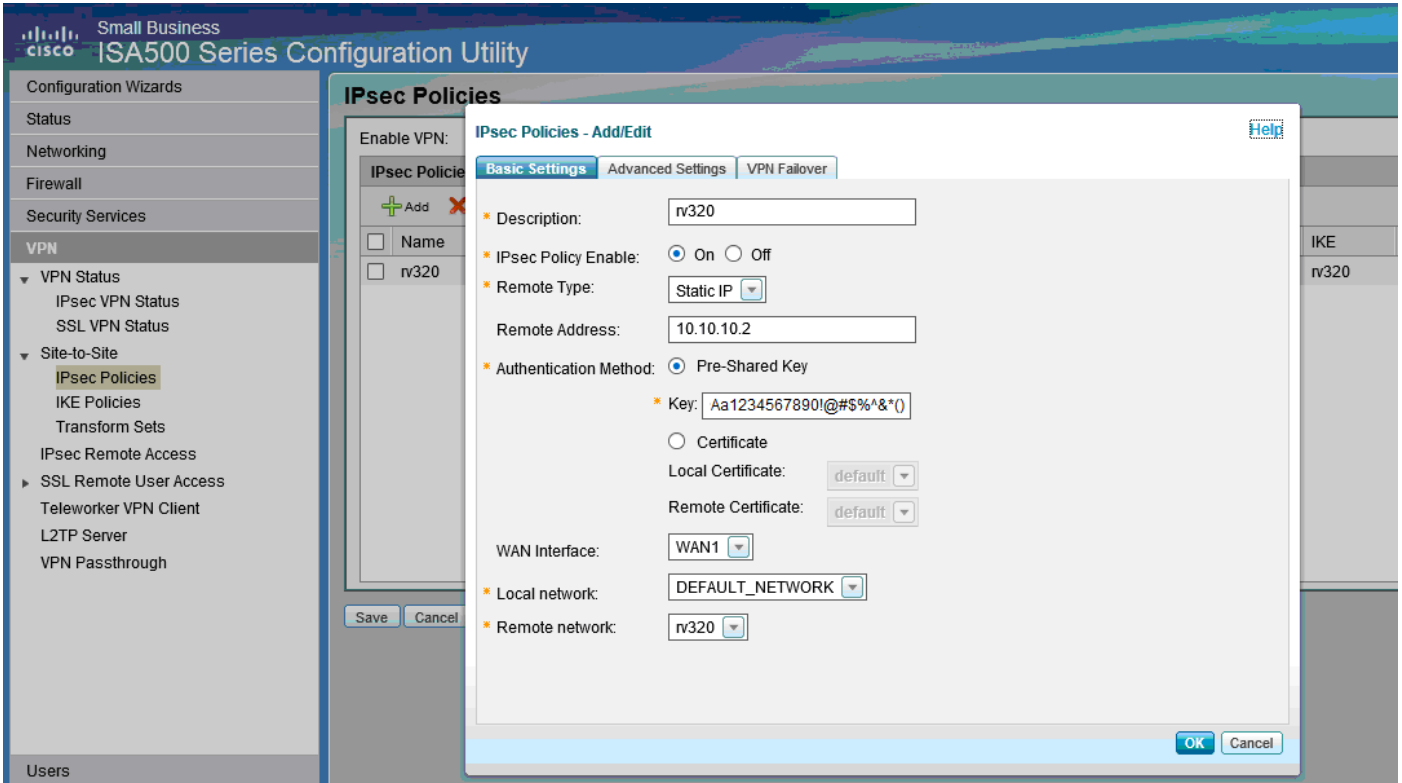 Small Business
CISCO ISA500 Series Configuration Utility
Configuration Wizards
Status
Networking
Firewall
Security Services
VPN
VPN Status
IPsec VPN Status
SSL VPN Status
Site-to-Site
IPsec Policies
IKE Policies
Transform Sets
IPsec Remote Access
SSL Remote User Access
Teleworker VPN Client
L2TP Server
VPN Passthrough
Users
IPsec Policies
Enable VPN:
IPsec Policie
Add
Name IKE
rv320 rv320
Save Cancel
IPsec Policies - Add/Edit Help
Basic Settings Advanced Settings VPN Failover
* Description: rv320
* IPsec Policy Enable: On Off
* Remote Type: Static IP
Remote Address: 10.10.10.2
* Authentication Method: Pre-Shared Key
* Key: Aa1234567890!@#$%^&*()
Certificate
Local Certificate: default
Remote Certificate: default
WAN Interface: WAN1
* Local network: DEFAULT_NETWORK
* Remote network: rv320
OK Cancel